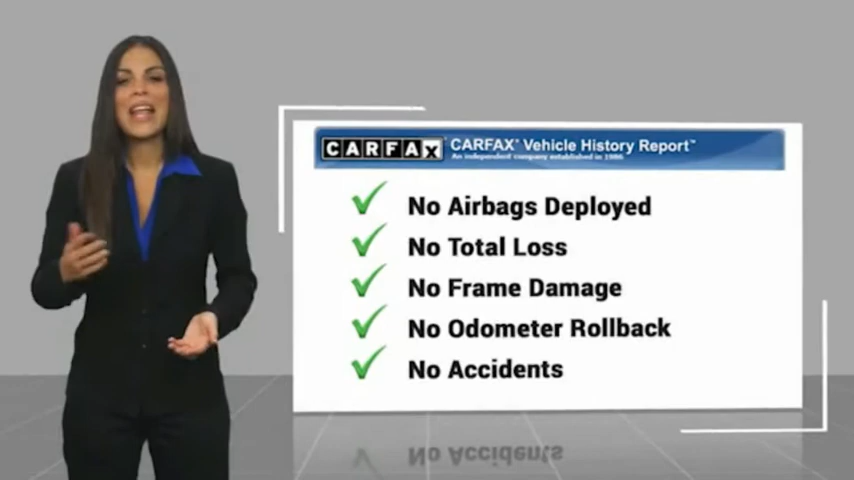 CARFAX CARFAX® Vehicle History Report™
An independent company established in 1986
No Airbags Deployed
No Total Loss
No Frame Damage
No Odometer Rollback
No Accidents
No Accidents